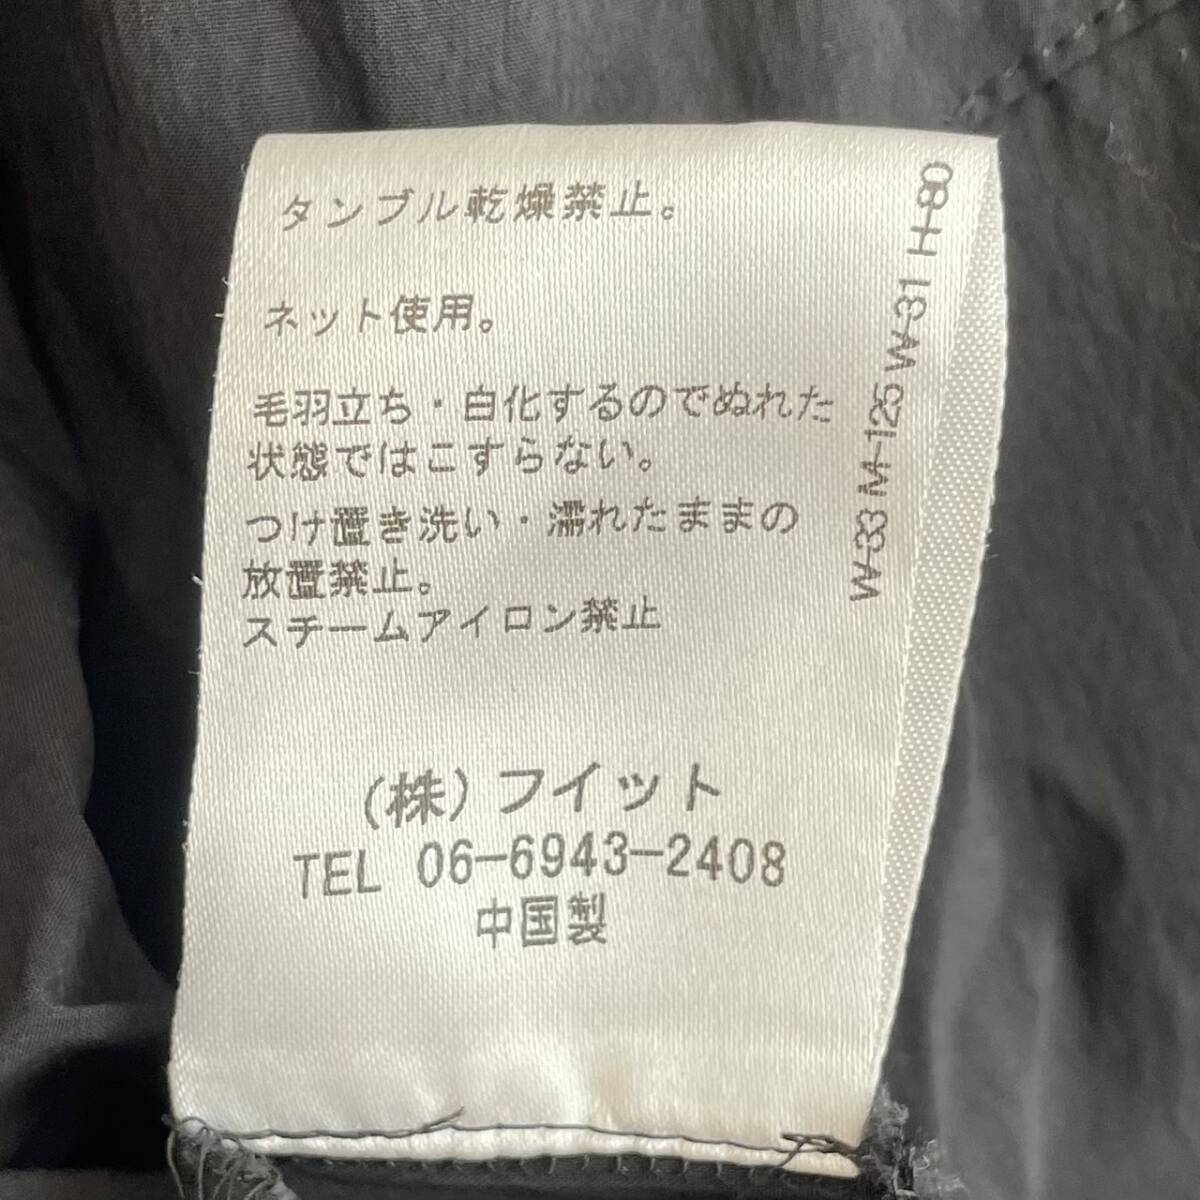 タンブル乾燥禁止。
ネット使用。
毛羽立ち・白化するのでぬれた
状態ではこすらない。
つけ置き洗い・濡れたままの
放置禁止。
スチームアイロン禁止
(株)フイット
TEL 06-6943-2408
中国製
W-33 M-125 W-31 H-80